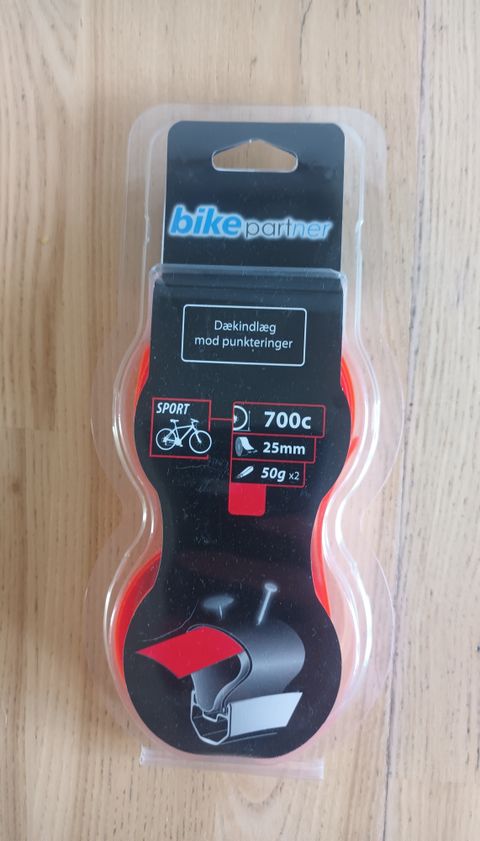 bikepartner
Dækindlæg
mod punkteringer
SPORT
700c
25mm
50g x2